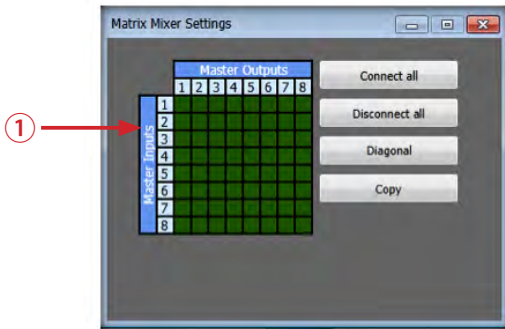 Matrix Mixer Settings
Master Outputs
1 2 3 4 5 6 7 8
Master Inputs
1
2
3
4
5
6
7
8
Connect all
Disconnect all
Diagonal
Copy
1